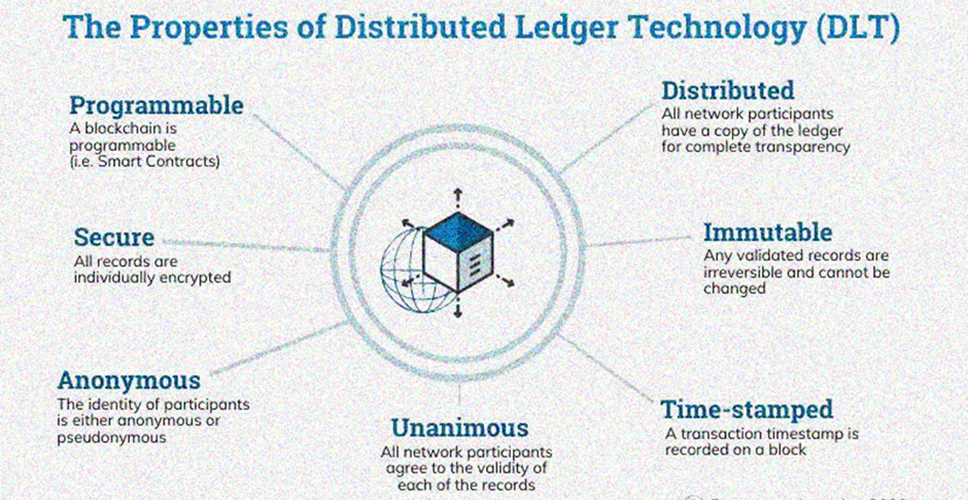 The Properties of Distributed Ledger Technology (DLT)
Programmable
A blockchain is
programmable
(i.e. Smart Contracts)
Secure
All records are
individually encrypted
Anonymous
The identity of participants
is either anonymous or
pseudonymous
Unanimous
All network participants
agree to the validity of
each of the records
Distributed
All network participants
have a copy of the ledger
for complete transparency
Immutable
Any validated records are
irreversible and cannot be
changed
Time-stamped
A transaction timestamp is
recorded on a block